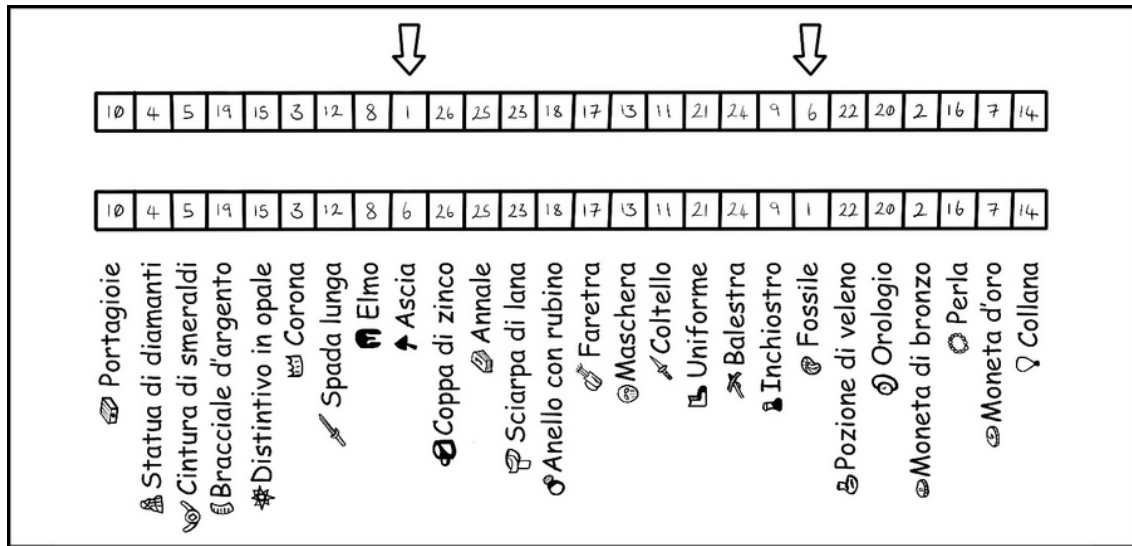 10 4 5 19 15 3 12 8 1 26 25 23 18 17 13 11 21 24 9 6 22 20 2 16 7 14
10 4 5 19 15 3 12 8 6 26 25 23 18 17 13 11 21 24 9 1 22 20 2 16 7 14
Portagioie
Statua di diamanti
Cintura di smeraldi
Bracciale d'argento
Distintivo in opale
Corona
Spada lunga
Elmo
Ascia
Coppa di zinco
Annale
Sciarpa di lana
Anello con rubino
Faretra
Maschera
Coltello
Uniforme
Balestra
Inchiostro
Fossile
Pozione di veleno
Orologio
Moneta di bronzo
Perla
Moneta d'oro
Collana